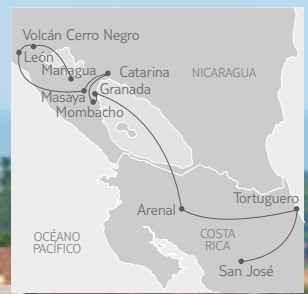 Volcán Cerro Negro
León
Managua
Catarina
NICARAGUA
Granada
Masaya
Mombacho
Tortuguero
Arenal
OCÉANO
PACÍFICO
COSTA
RICA
San José